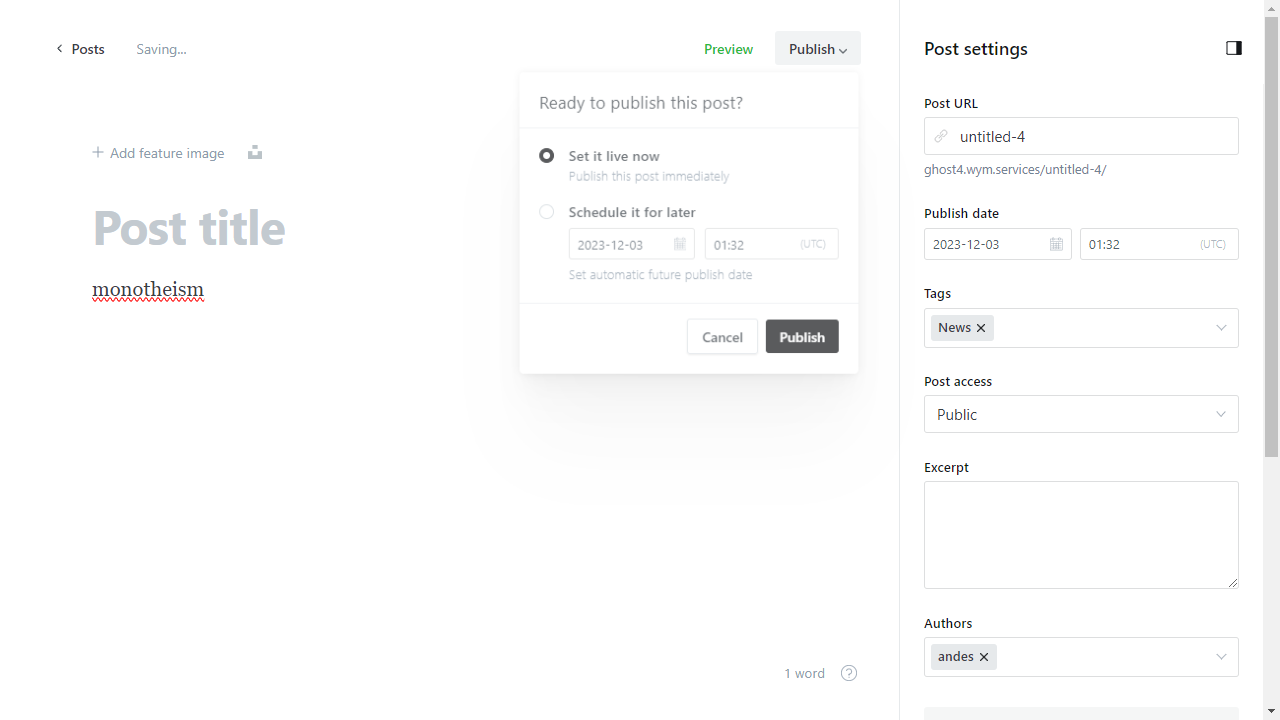 Posts
Saving...
Preview
Publish
Ready to publish this post?
Set it live now
Publish this post immediately
Schedule it for later
2023-12-03
01:32
(UTC)
Set automatic future publish date
Cancel
Publish
Add feature image
Post title
monotheism
1 word
?
Post settings
Post URL
untitled-4
ghost4.wym.services/untitled-4/
Publish date
2023-12-03
01:32
(UTC)
Tags
News
Post access
Public
Excerpt
Authors
andes